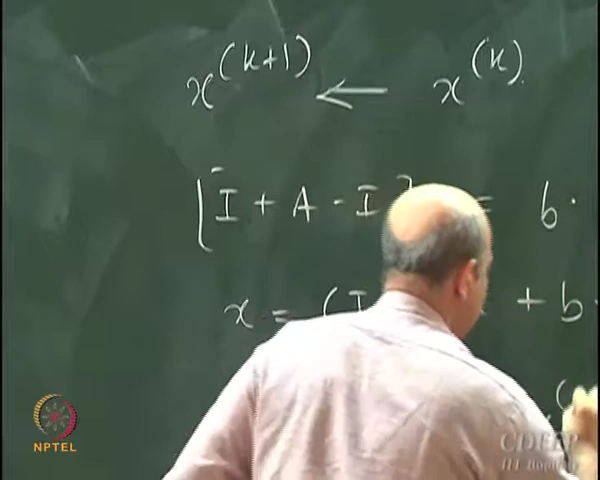 x^(k+1) ⇐ x^(k).
[I + A - I] = b.
x = (I + b.
(
NPTEL
CDEEP
IIT Bombay